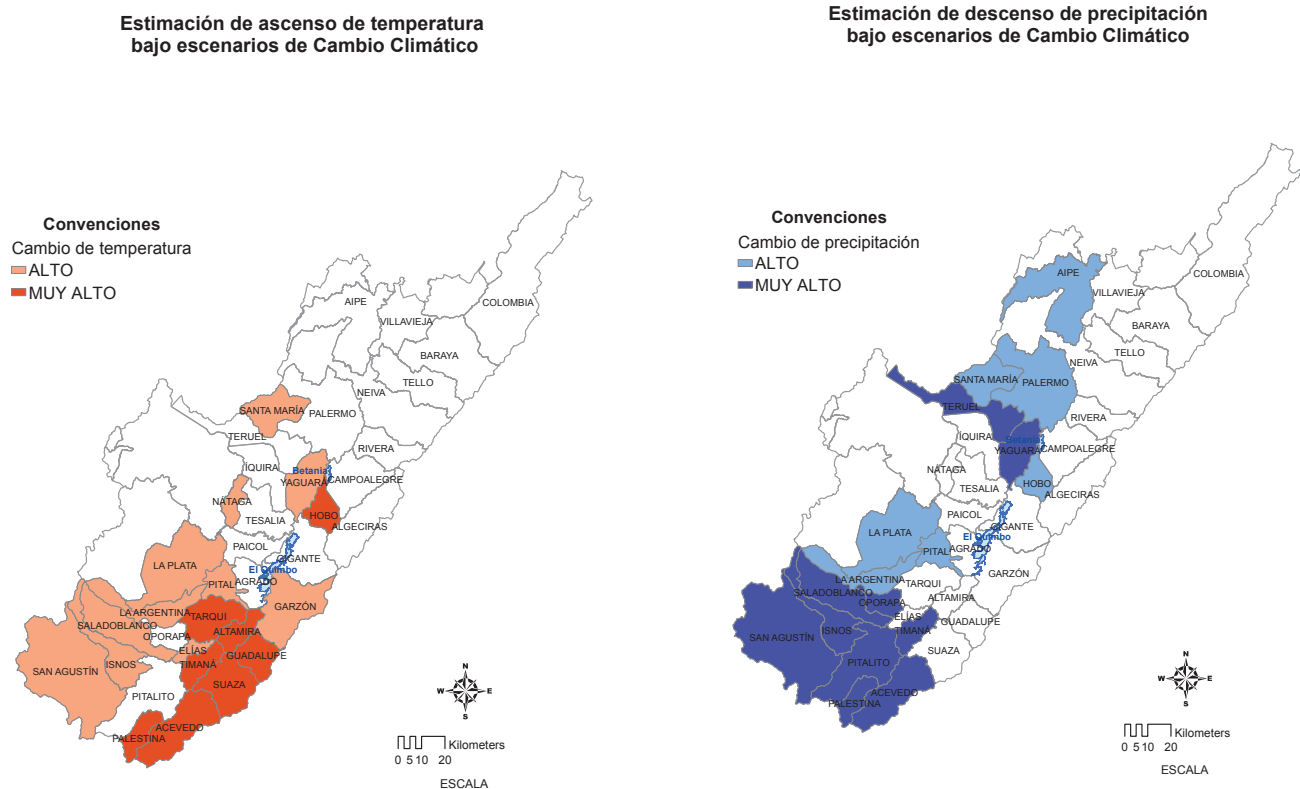 Estimación de ascenso de temperatura
bajo escenarios de Cambio Climático
Convenciones
Cambio de temperatura
ALTO
MUY ALTO
COLOMBIA
AIPE
VILLAVIEJA
BARAYA
TELLO
NEIVA
SANTA MARÍA
PALERMO
RIVERA
TERUEL
ÍQUIRA
Betania
YAGUARÁ
CAMPOALEGRE
NÁTAGA
HOBO
TESALIA
ALGECIRAS
PAICOL
GIGANTE
LA PLATA
El Quimbo
PITAL
AGRADO
GARZÓN
LA ARGENTINA
TARQUI
SALADOBLANCO
ALTAMIRA
OPORAPA
ELÍAS
GUADALUPE
TIMANÁ
SAN AGUSTÍN
ISNOS
SUAZA
PITALITO
ACEVEDO
PALESTINA
N
W E
S
Kilometers
0 5 10 20
ESCALA
Estimación de descenso de precipitación
bajo escenarios de Cambio Climático
Convenciones
Cambio de precipitación
ALTO
MUY ALTO
COLOMBIA
AIPE
VILLAVIEJA
BARAYA
TELLO
NEIVA
SANTA MARÍA
PALERMO
TERUEL
RIVERA
ÍQUIRA
Betania
YAGUARÁ
CAMPOALEGRE
NÁTAGA
HOBO
TESALIA
ALGECIRAS
PAICOL
GIGANTE
LA PLATA
El Quimbo
PITAL
AGRADO
GARZÓN
LA ARGENTINA
TARQUI
SALADOBLANCO
ALTAMIRA
OPORAPA
ELÍAS
GUADALUPE
TIMANÁ
SAN AGUSTÍN
ISNOS
SUAZA
PITALITO
ACEVEDO
PALESTINA
N
W E
S
Kilometers
0 5 10 20
ESCALA